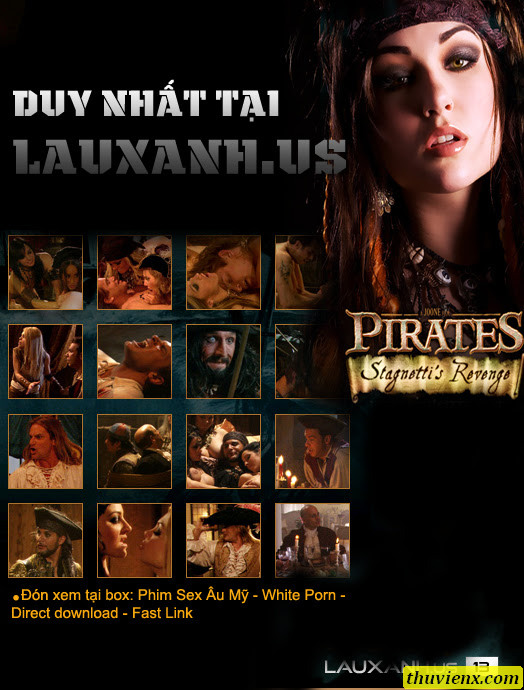 DUY NHẤT TẠI
LAUXANH.US
PIRATES
Stagnetti's Revenge
Đón xem tại box: Phim Sex Âu Mỹ - White Porn -
Direct download - Fast Link
LAUXANH.US 13
thuvienx.com